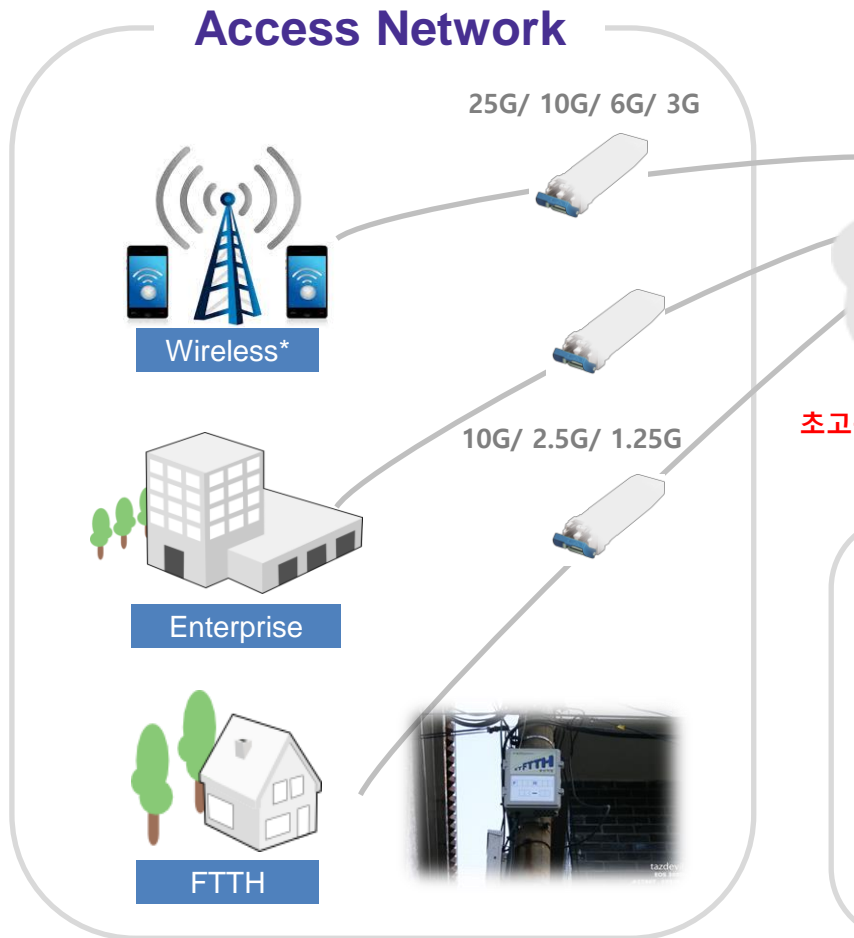 Access Network
25G/ 10G/ 6G/ 3G
Wireless*
10G/ 2.5G/ 1.25G
초고
Enterprise
FTTH
FTTH